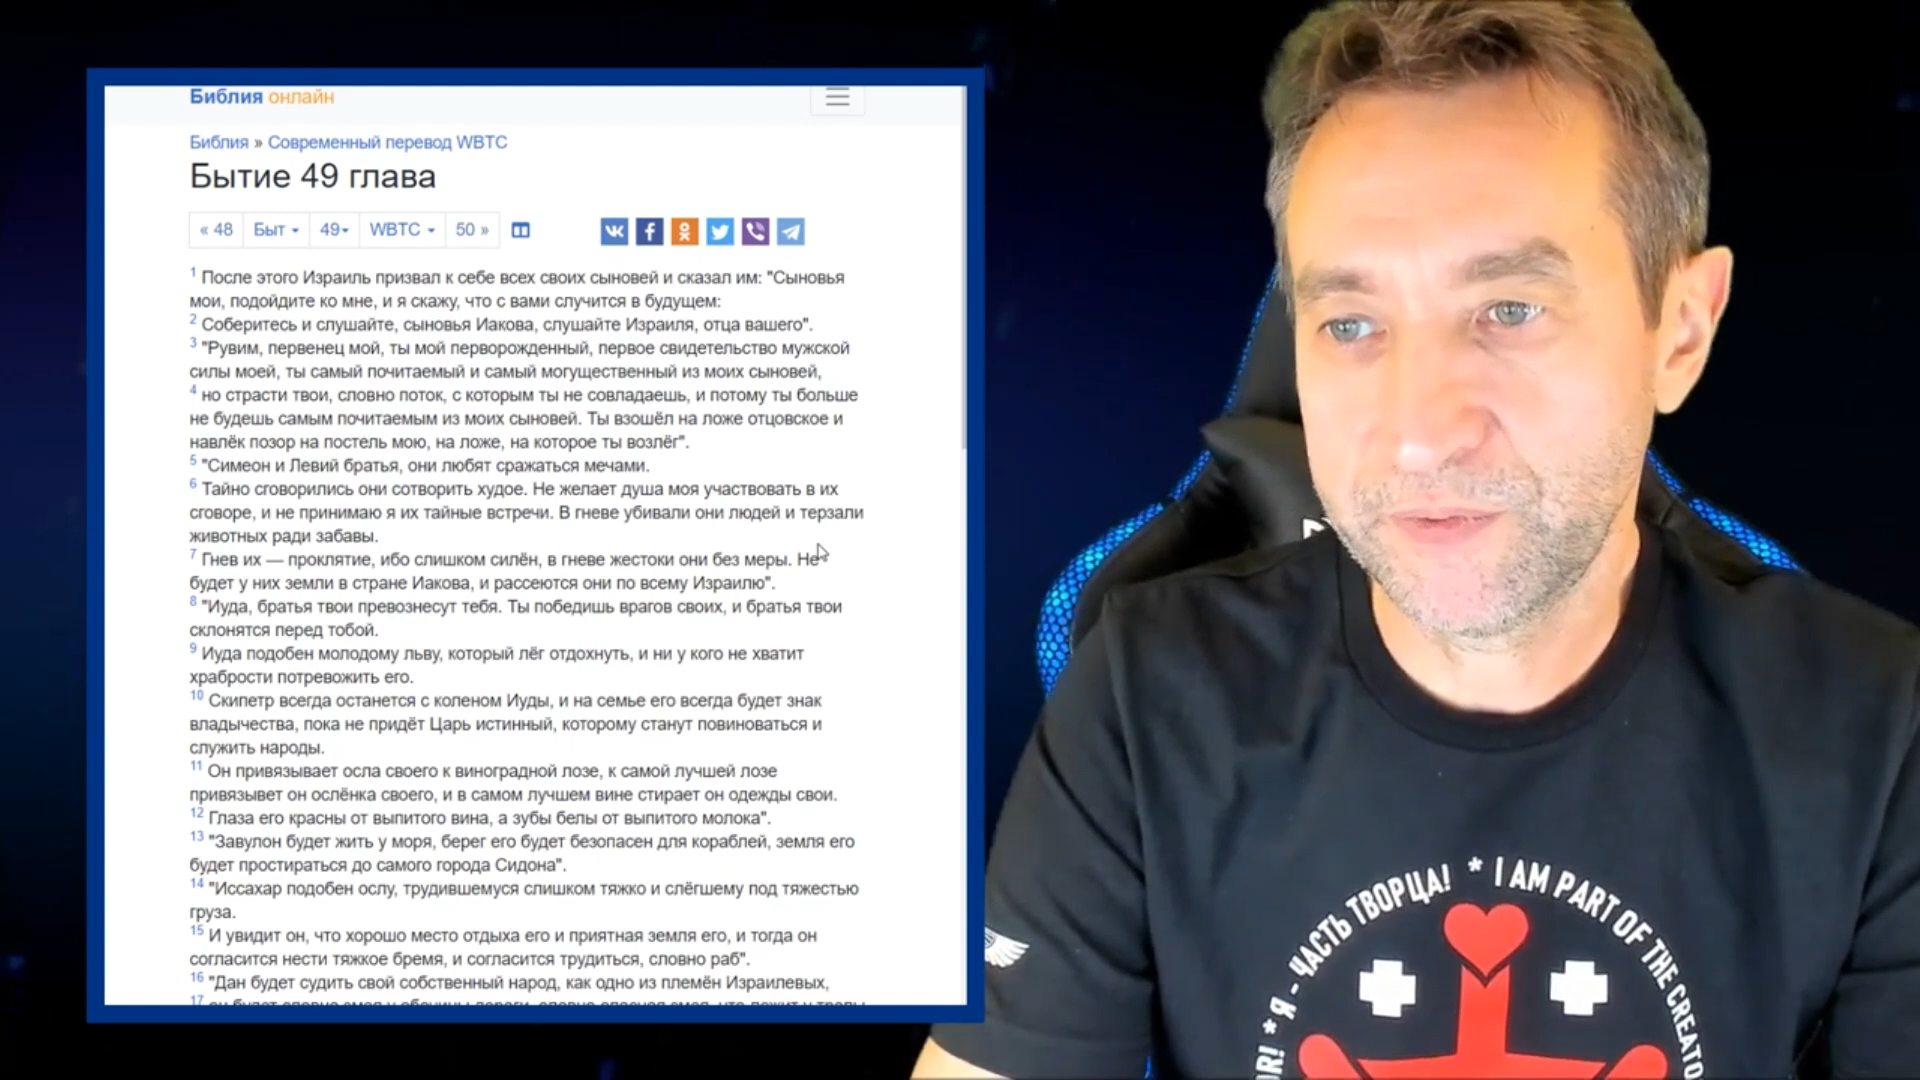 Библия онлайн
Библия » Современный перевод WBTC
Бытие 49 глава
« 48 Быт 49 WBTC 50 »
1 После этого Израиль призвал к себе всех своих сыновей и сказал им: "Сыновья
мои, подойдите ко мне, и я скажу, что с вами случится в будущем:
2 Соберитесь и слушайте, сыновья Иакова, слушайте Израиля, отца вашего".
3 "Рувим, первенец мой, ты мой перворожденный, первое свидетельство мужской
силы моей, ты самый почитаемый и самый могущественный из моих сыновей,
4 но страсти твои, словно поток, с которым ты не совладаешь, и потому ты больше
не будешь самым почитаемым из моих сыновей. Ты взошёл на ложе отцовское и
навлёк позор на постель мою, на ложе, на которое ты возлёг".
5 "Симеон и Левий братья, они любят сражаться мечами.
6 Тайно сговорились они сотворить худое. Не желает душа моя участвовать в их
сговоре, и не принимаю я их тайные встречи. В гневе убивали они людей и терзали
животных ради забавы.
7 Гнев их — проклятие, ибо слишком силён, в гневе жестоки они без меры. Не
будет у них земли в стране Иакова, и рассеются они по всему Израилю".
8 "Иуда, братья твои превознесут тебя. Ты победишь врагов своих, и братья твои
склонятся перед тобой.
9 Иуда подобен молодому льву, который лёг отдохнуть, и ни у кого не хватит
храбрости потревожить его.
10 Скипетр всегда останется с коленом Иуды, и на семье его всегда будет знак
владычества, пока не придёт Царь истинный, которому станут повиноваться и
служить народы.
11 Он привязывает осла своего к виноградной лозе, к самой лучшей лозе
привязывет он ослёнка своего, и в самом лучшем вине стирает он одежды свои.
12 Глаза его красны от выпитого вина, а зубы белы от выпитого молока".
13 "Завулон будет жить у моря, берег его будет безопасен для кораблей, земля его
будет простираться до самого города Сидона".
14 "Иссахар подобен ослу, трудившемуся слишком тяжко и слёгшему под тяжестью
груза.
15 И увидит он, что хорошо место отдыха его и приятная земля его, и тогда он
согласится нести тяжкое бремя, и согласится трудиться, словно раб".
16 "Дан будет судить свой собственный народ, как одно из племён Израилевых,
17
* Я - ЧАСТЬ ТВОРЦА! * I AM PART OF THE